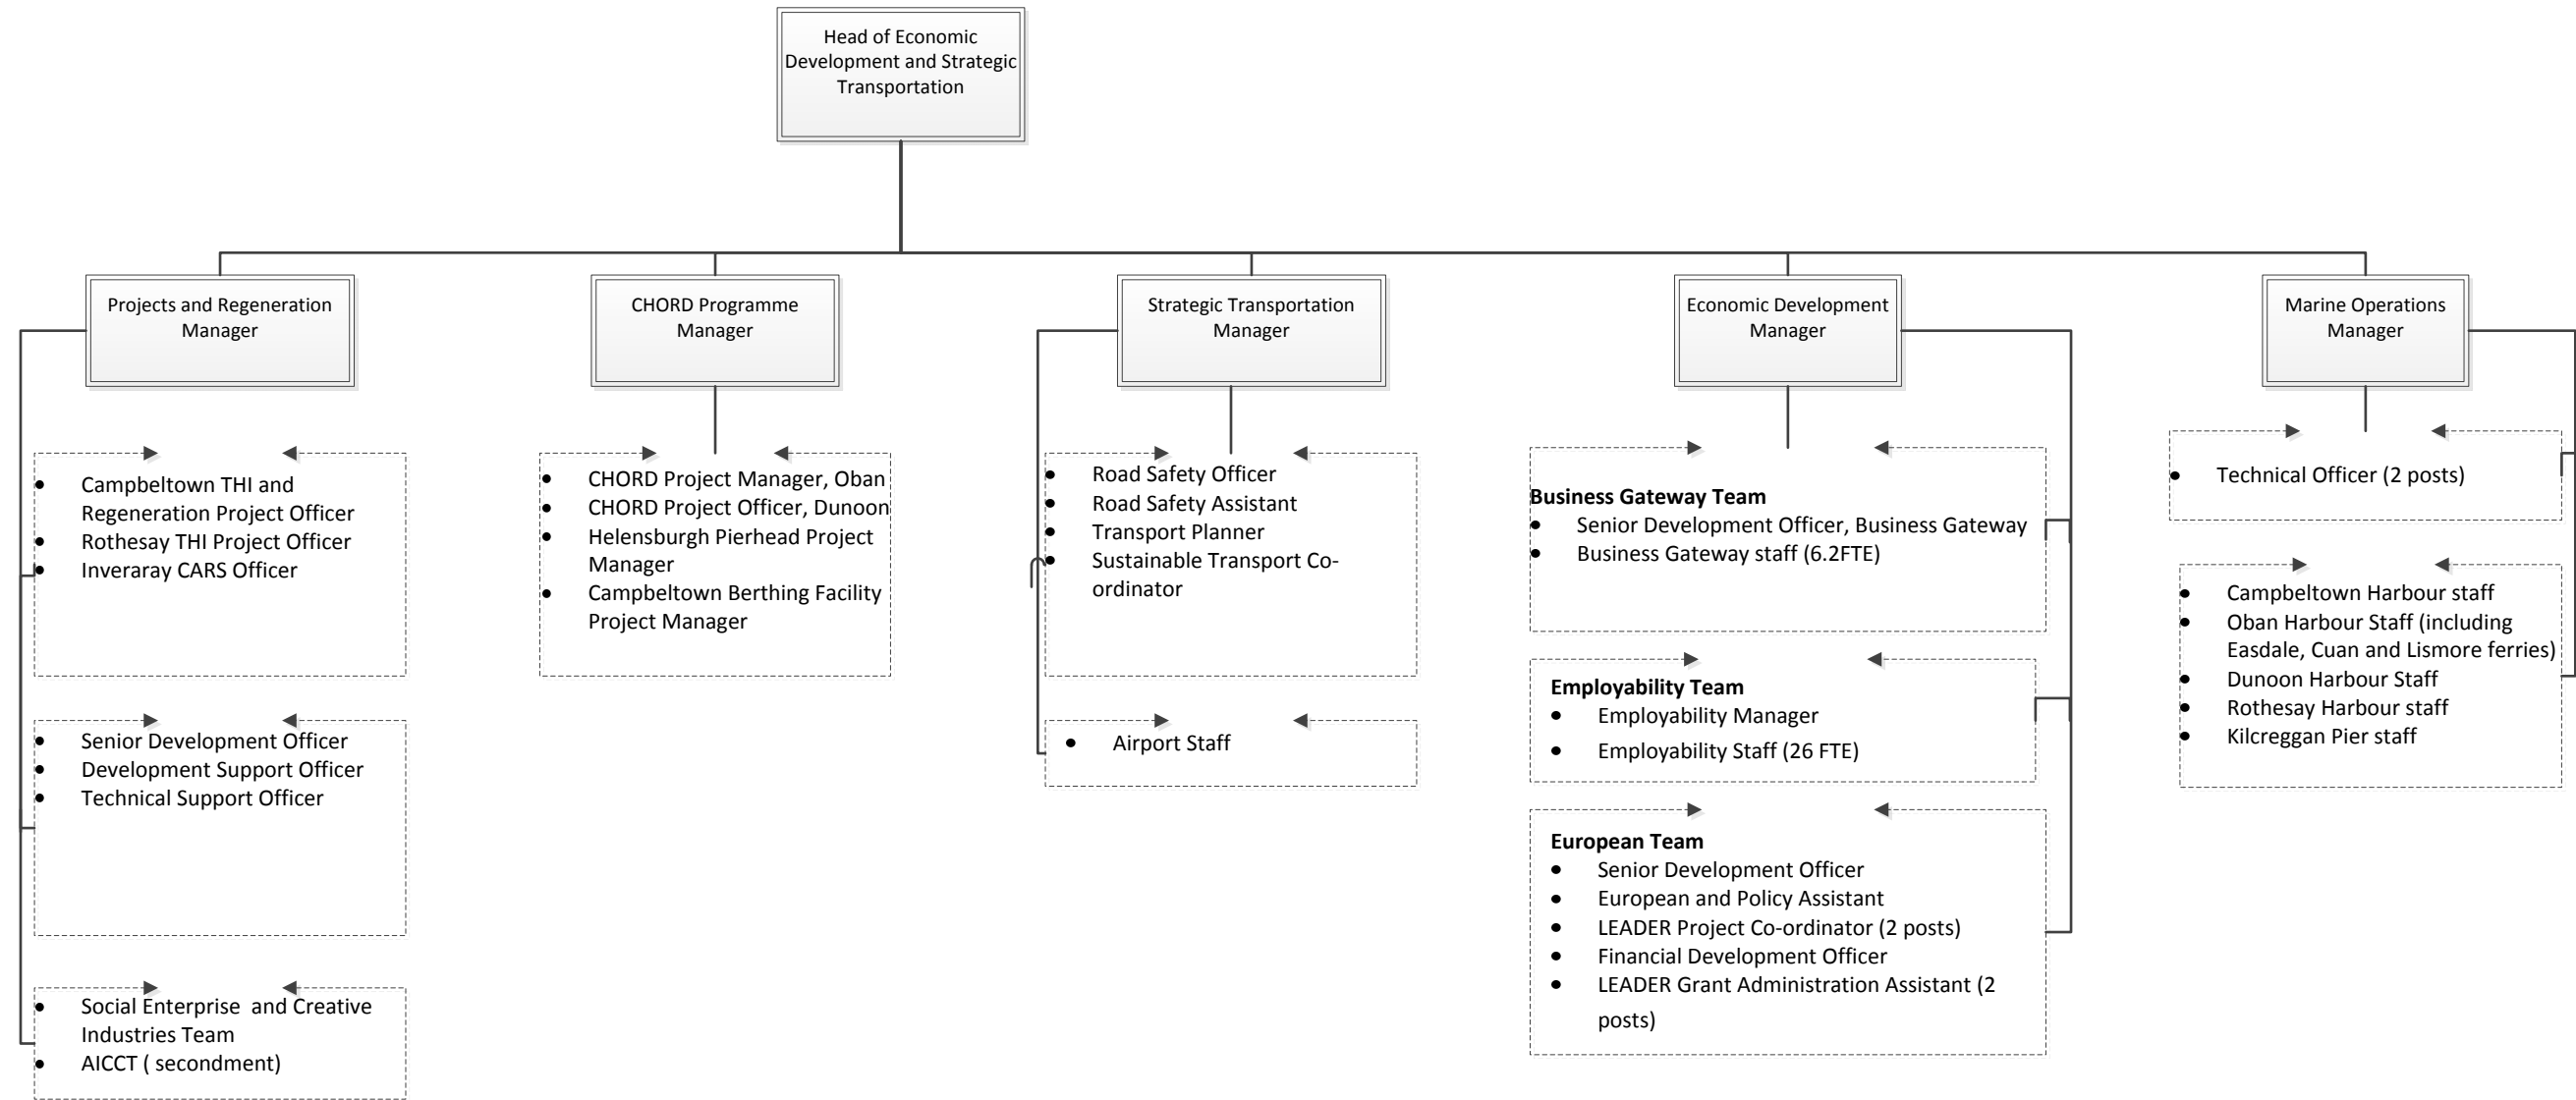 Head of Economic
Development and Strategic
Transportation
Projects and Regeneration
Manager
CHORD Programme
Manager
Strategic Transportation
Manager
Economic Development
Manager
Marine Operations
Manager
• Campbeltown THI and
Regeneration Project Officer
• Rothesay THI Project Officer
• Inveraray CARS Officer
• Senior Development Officer
• Development Support Officer
• Technical Support Officer
• Social Enterprise  and Creative
Industries Team
• AICCT ( secondment)
• CHORD Project Manager, Oban
• CHORD Project Officer, Dunoon
• Helensburgh Pierhead Project
Manager
• Campbeltown Berthing Facility
Project Manager
• Road Safety Officer
• Road Safety Assistant
• Transport Planner
• Sustainable Transport Co-
ordinator
• Airport Staff
Business Gateway Team
• Senior Development Officer, Business Gateway
• Business Gateway staff (6.2FTE)
Employability Team
• Employability Manager
• Employability Staff (26 FTE)
European Team
• Senior Development Officer
• European and Policy Assistant
• LEADER Project Co-ordinator (2 posts)
• Financial Development Officer
• LEADER Grant Administration Assistant (2
posts)
• Technical Officer (2 posts)
• Campbeltown Harbour staff
• Oban Harbour Staff (including
Easdale, Cuan and Lismore ferries)
• Dunoon Harbour Staff
• Rothesay Harbour staff
• Kilcreggan Pier staff